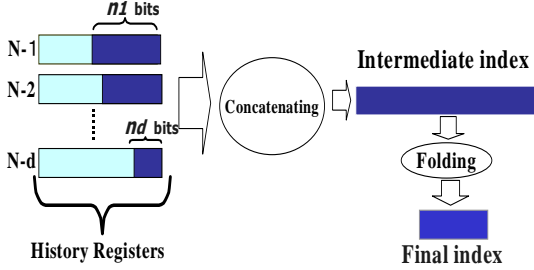 n1 bits
N-1
N-2
Intermediate index
Concatenating
nd bits
N-d
Folding
History Registers
Final index